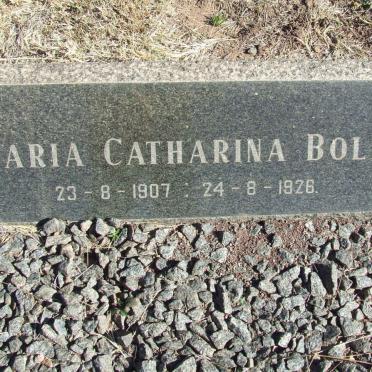 ARIA CATHARINA BOL
23 - 8 - 1907 : 24 - 8 - 1926.